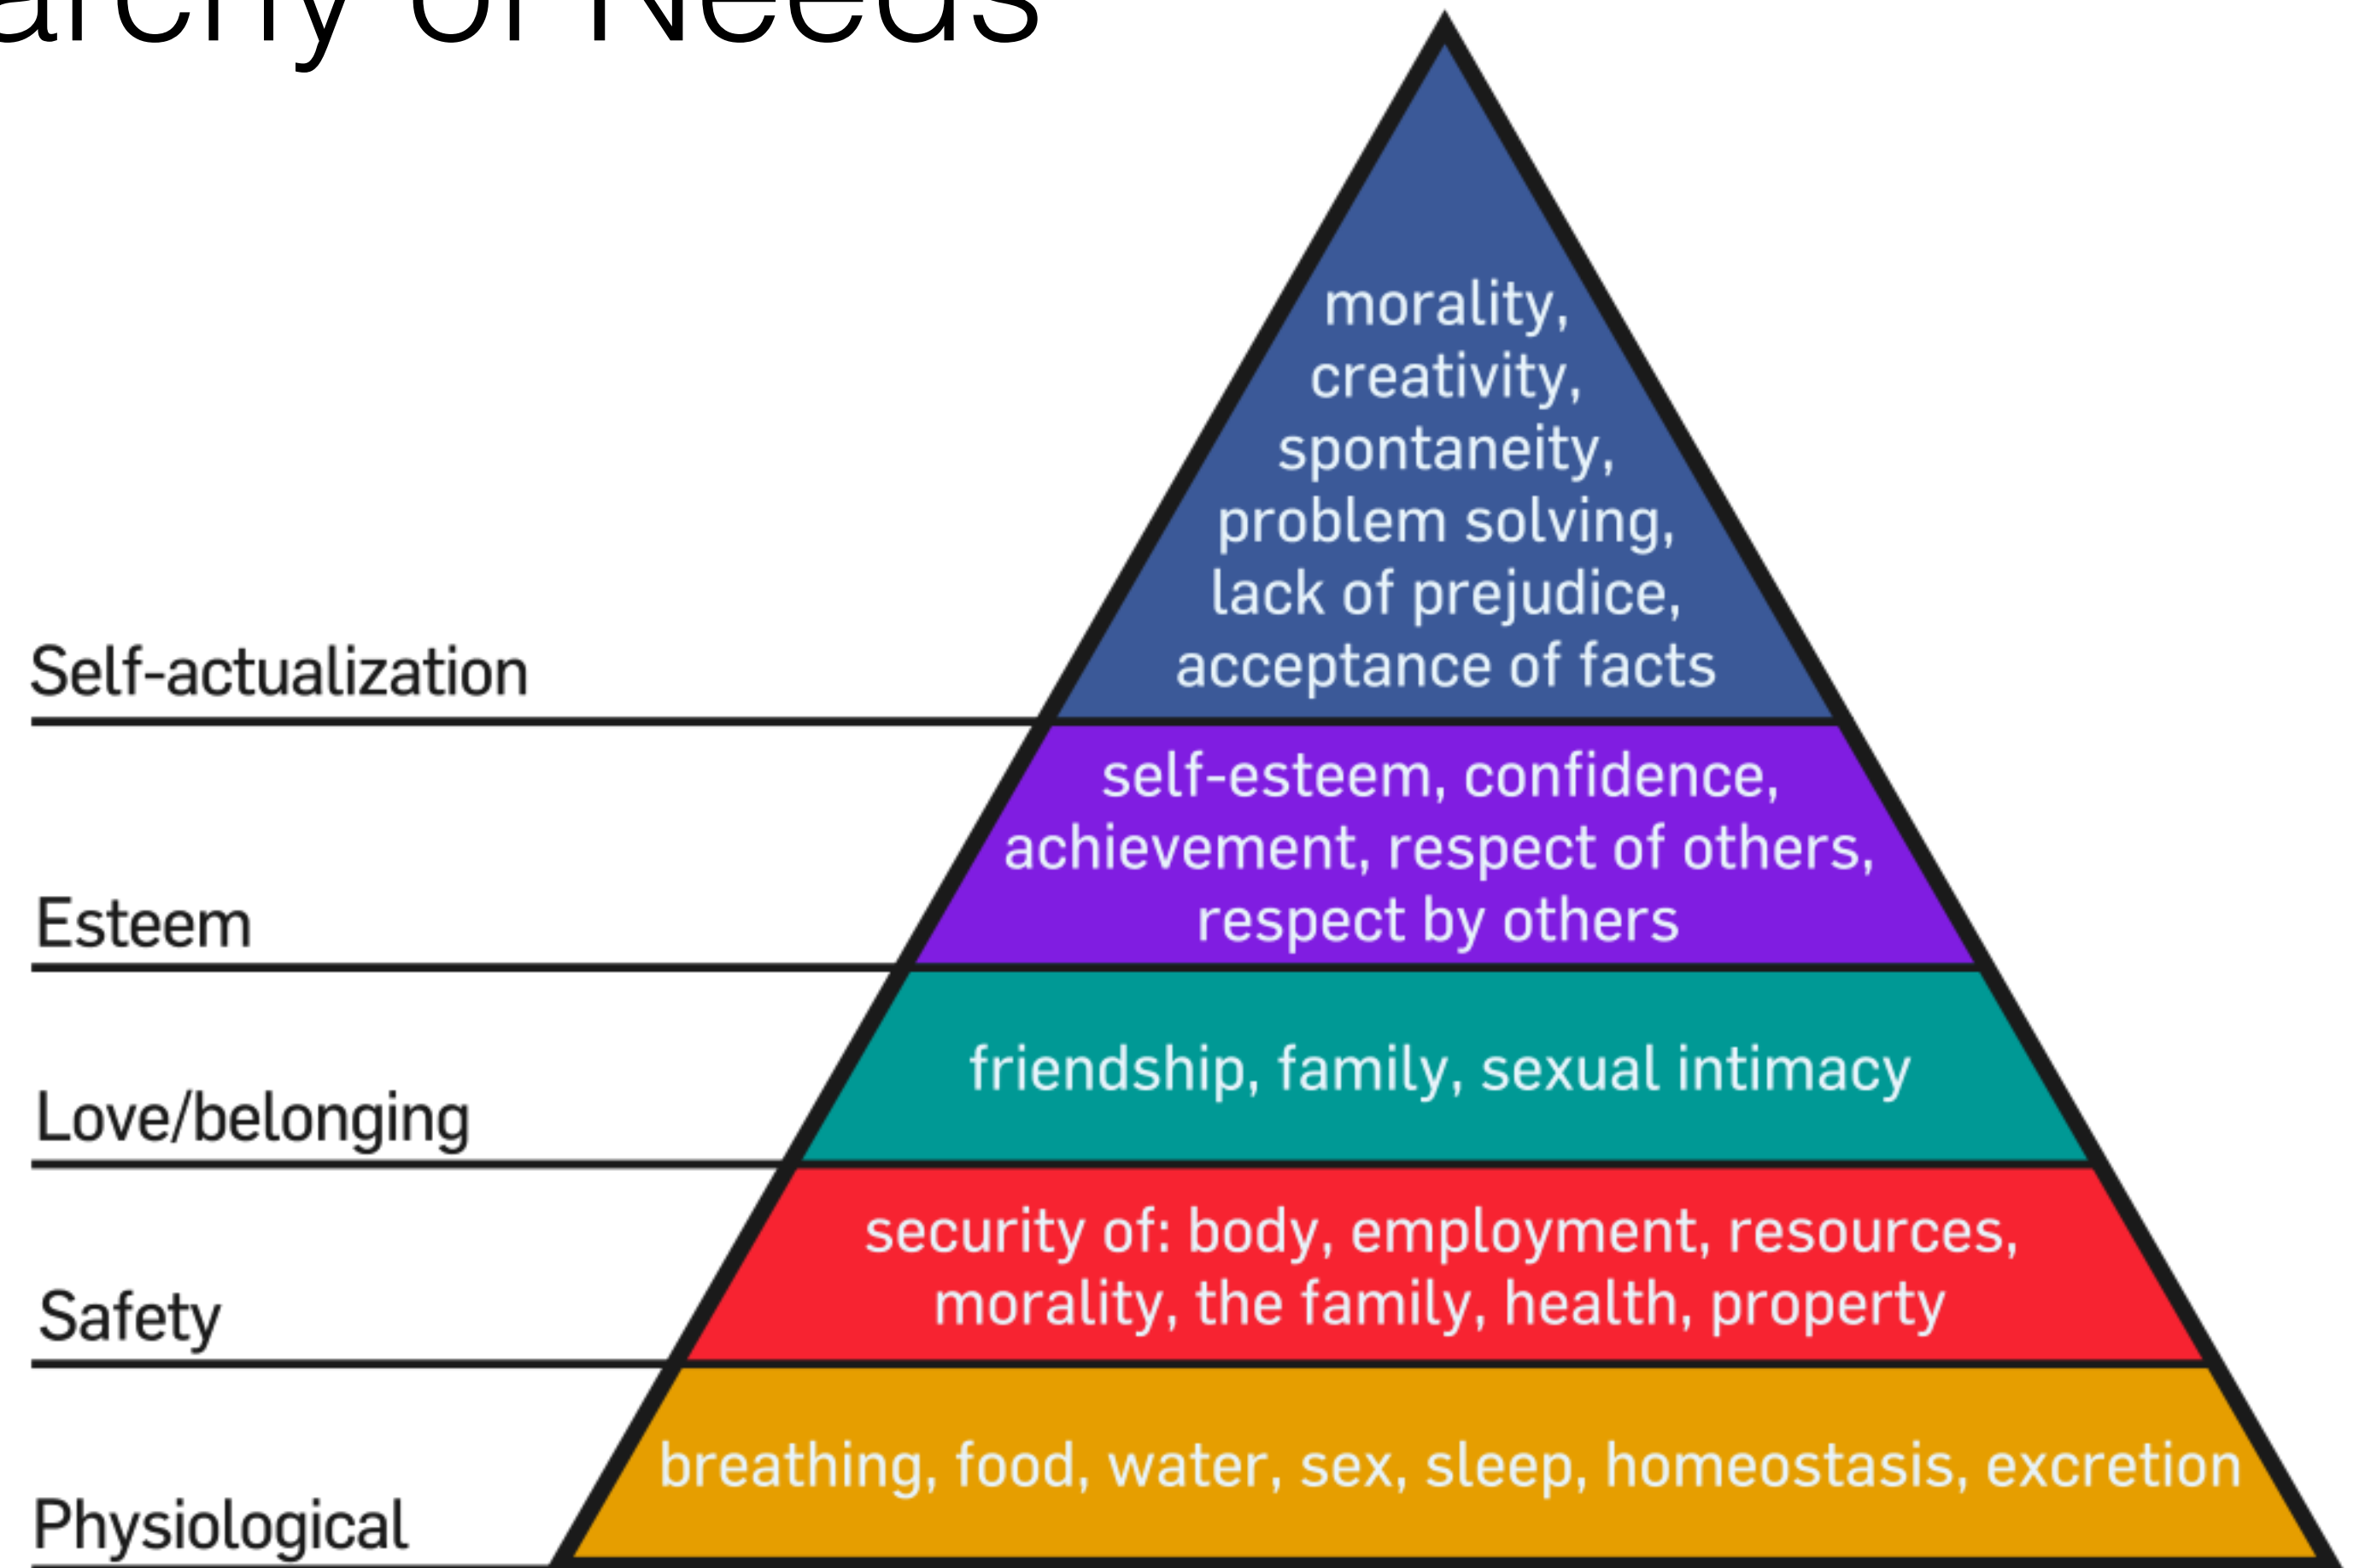 archy of Needs
morality,
creativity,
spontaneity,
problem solving,
lack of prejudice,
acceptance of facts
Self-actualization
self-esteem, confidence,
achievement, respect of others,
respect by others
Esteem
friendship, family, sexual intimacy
Love/belonging
security of: body, employment, resources,
morality, the family, health, property
Safety
breathing, food, water, sex, sleep, homeostasis, excretion
Physiological